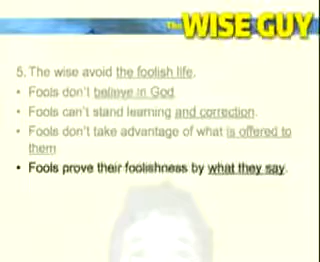 The WISE GUY
5. The wise avoid the foolish life.
• Fools don't believe in God
• Fools can't stand learning and correction.
• Fools don't take advantage of what is offered to
them
• Fools prove their foolishness by what they say.